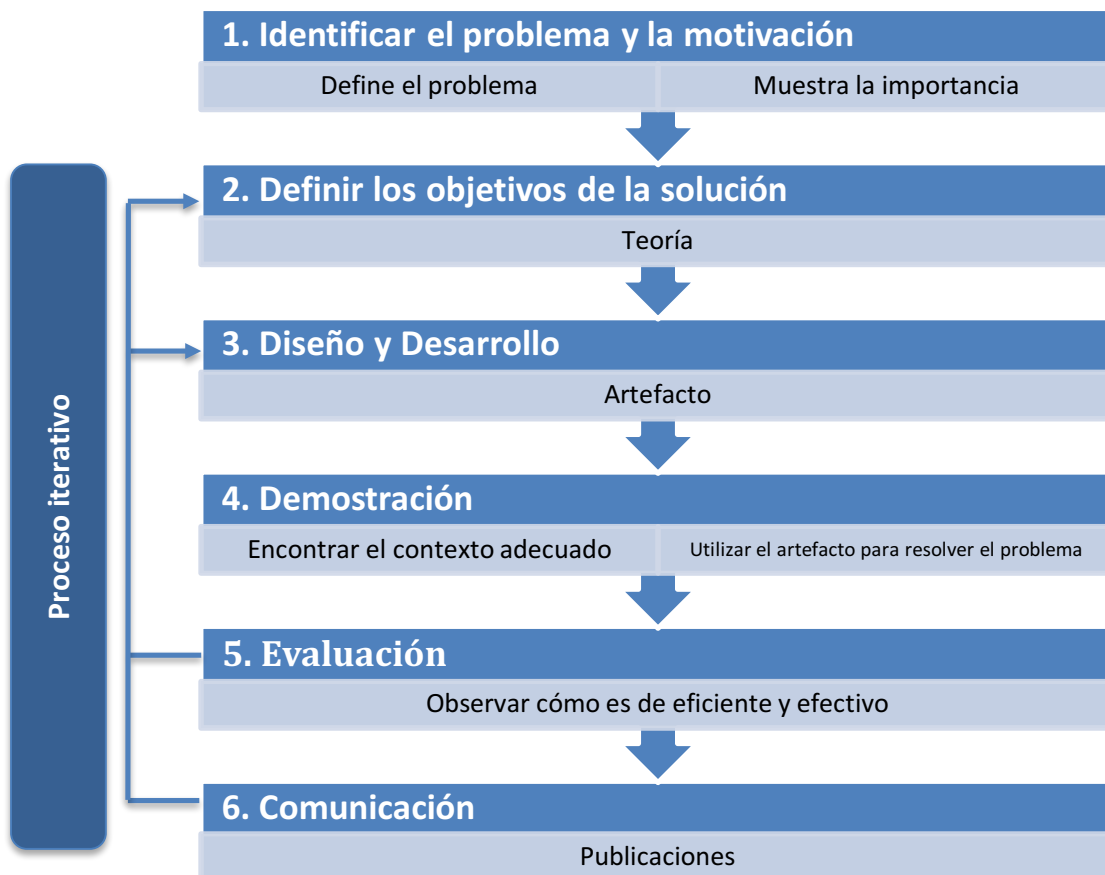 1. Identificar el problema y la motivación
Define el problema
Muestra la importancia
2. Definir los objetivos de la solución
Teoría
3. Diseño y Desarrollo
Artefacto
4. Demostración
Encontrar el contexto adecuado
Utilizar el artefacto para resolver el problema
5. Evaluación
Observar cómo es de eficiente y efectivo
6. Comunicación
Publicaciones
Proceso iterativo